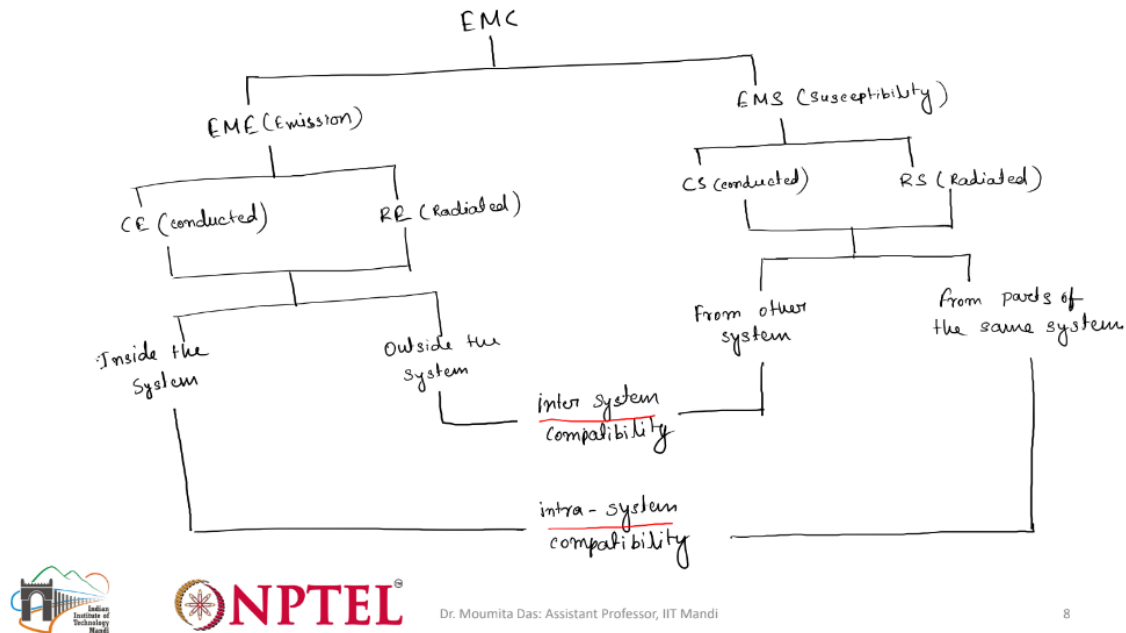 EMC
EME (Emission)
EMS (Susceptibility)
CE (conducted)
RE (Radiated)
CS (conducted)
RS (Radiated)
Inside the
System
Outside the
System
From other
system
from parts of
the same system
inter system
compatibility
intra-system
compatibility
Indian
Institute of
Technology
Mandi
NPTEL
Dr. Moumita Das: Assistant Professor, IIT Mandi
8